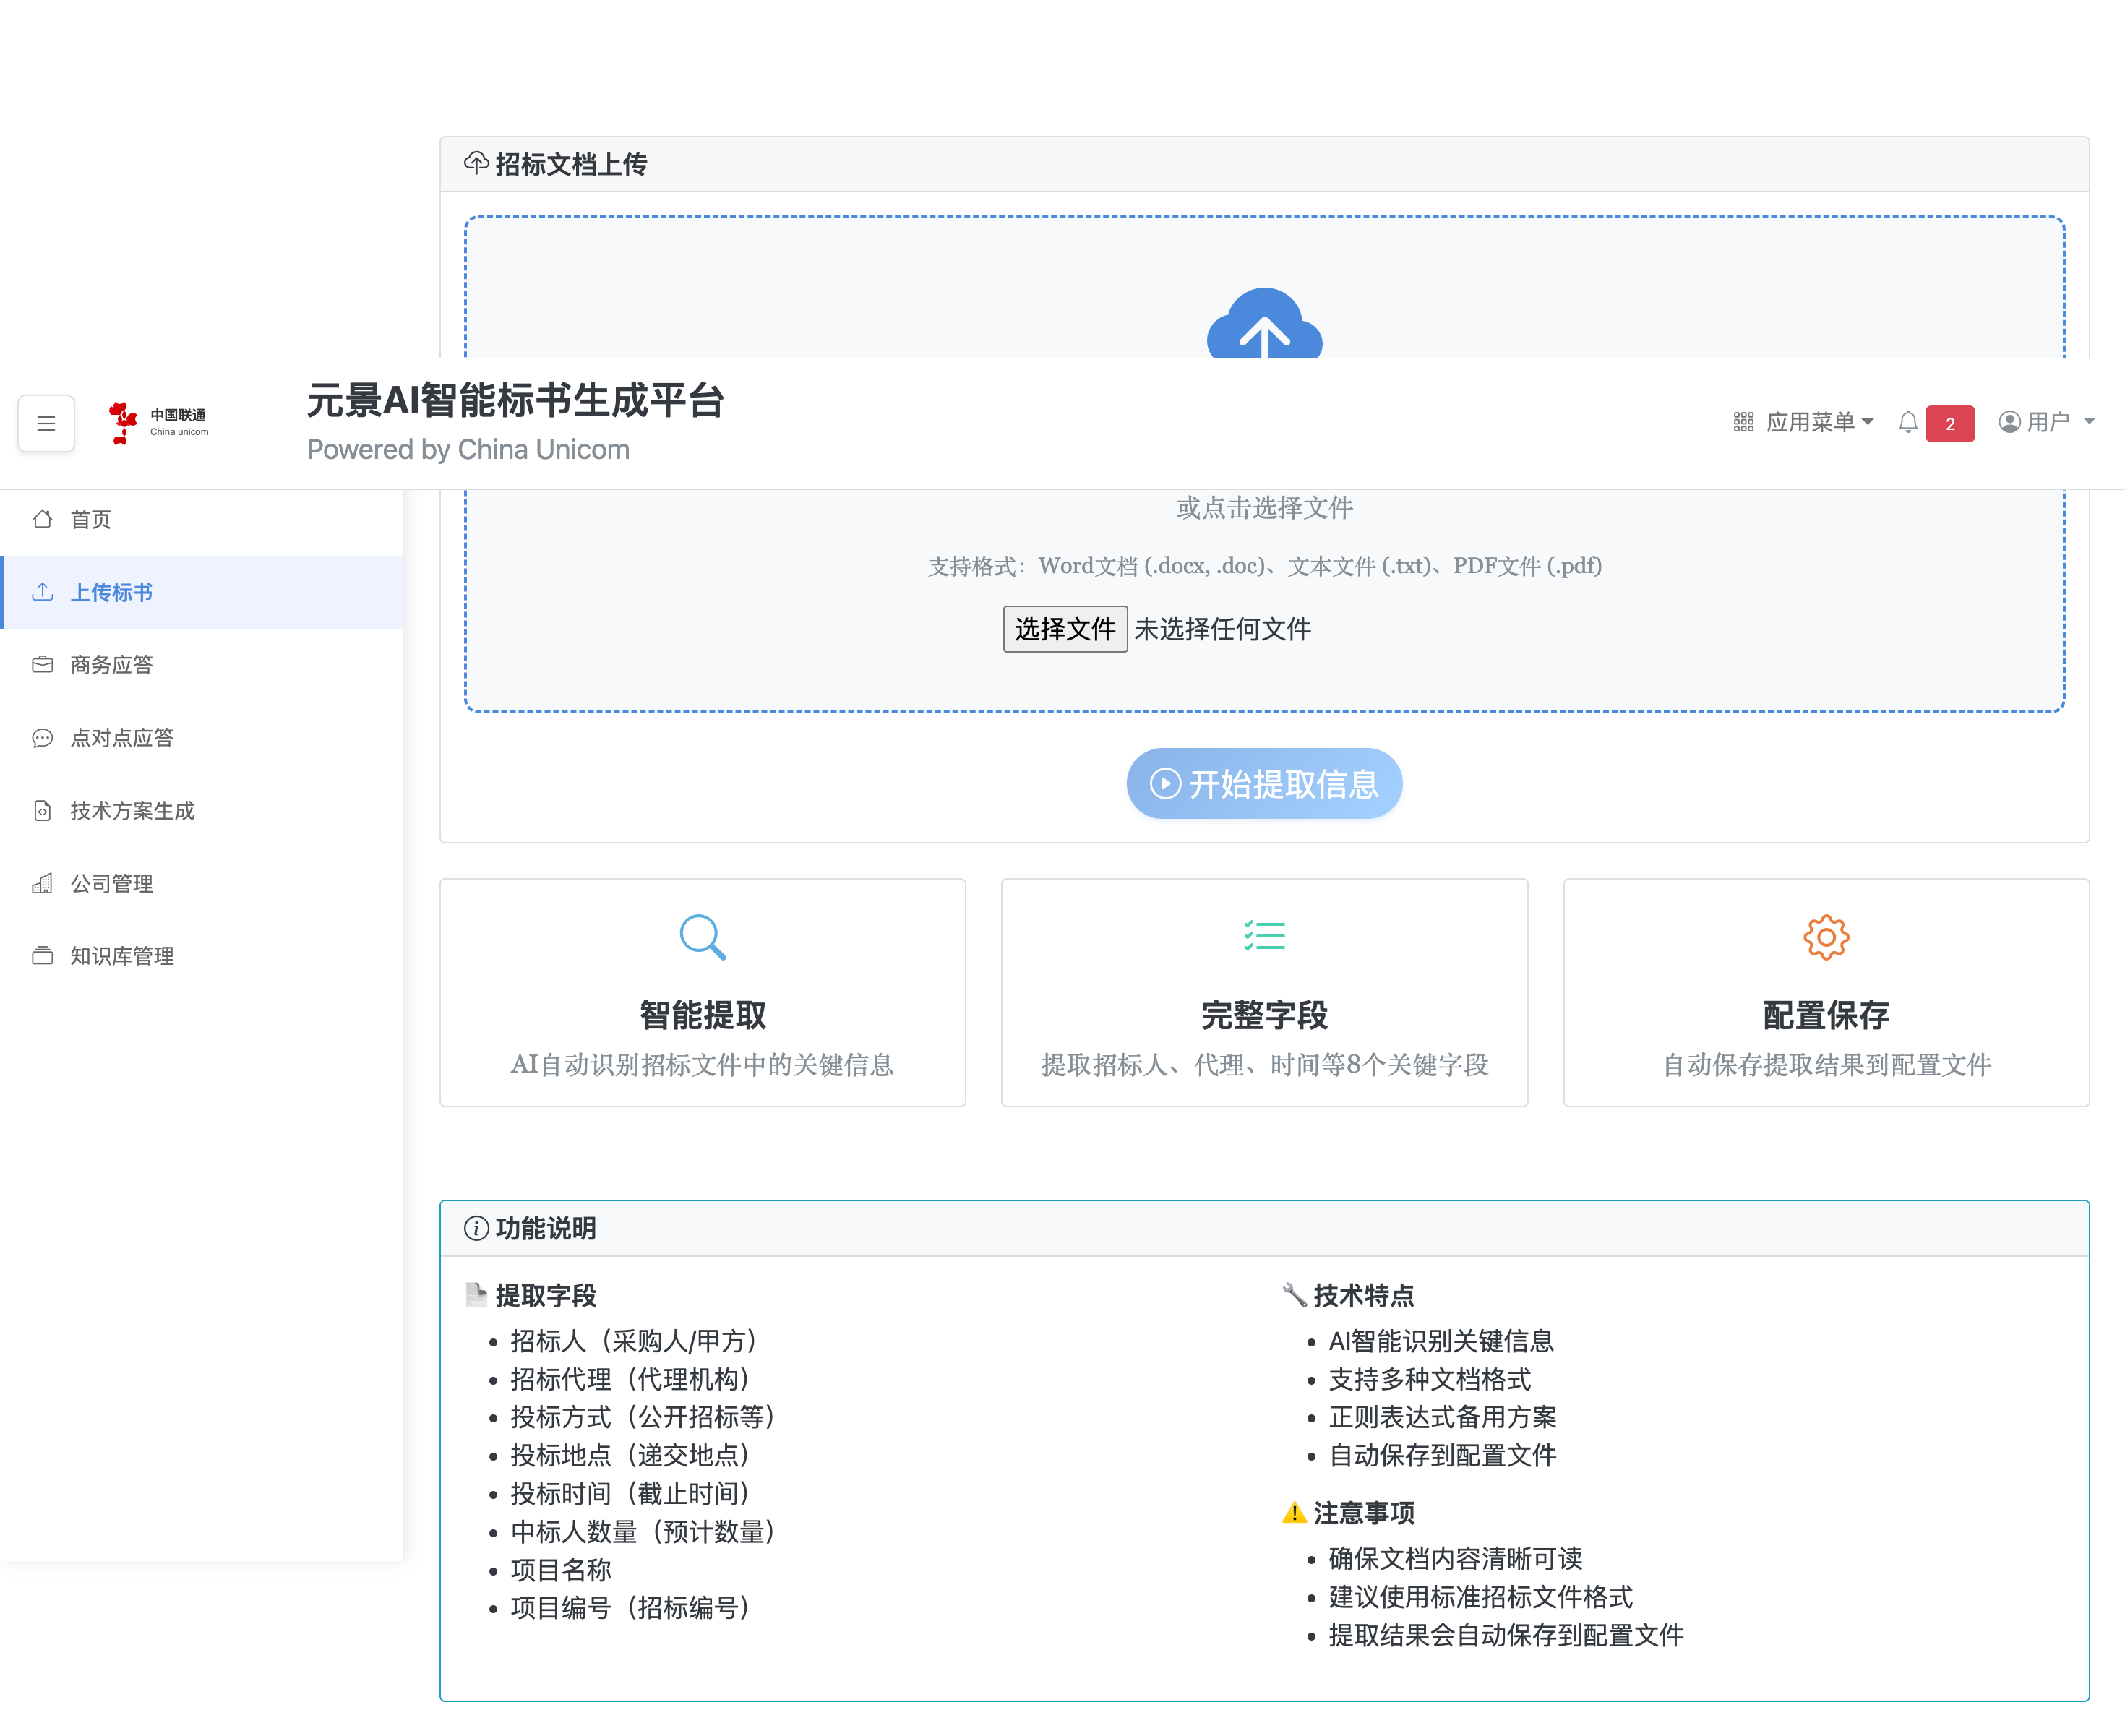 招标文档上传
中国联通
China unicom
元景AI智能标书生成平台
Powered by China Unicom
应用菜单
2
用户
首页
上传标书
商务应答
点对点应答
技术方案生成
公司管理
知识库管理
或点击选择文件
支持格式：Word文档 (.docx, .doc)、文本文件 (.txt)、PDF文件 (.pdf)
选择文件 未选择任何文件
开始提取信息
智能提取
AI自动识别招标文件中的关键信息
完整字段
提取招标人、代理、时间等8个关键字段
配置保存
自动保存提取结果到配置文件
功能说明
提取字段
招标人（采购人/甲方）
招标代理（代理机构）
投标方式（公开招标等）
投标地点（递交地点）
投标时间（截止时间）
中标人数量（预计数量）
项目名称
项目编号（招标编号）
技术特点
AI智能识别关键信息
支持多种文档格式
正则表达式备用方案
自动保存到配置文件
注意事项
确保文档内容清晰可读
建议使用标准招标文件格式
提取结果会自动保存到配置文件